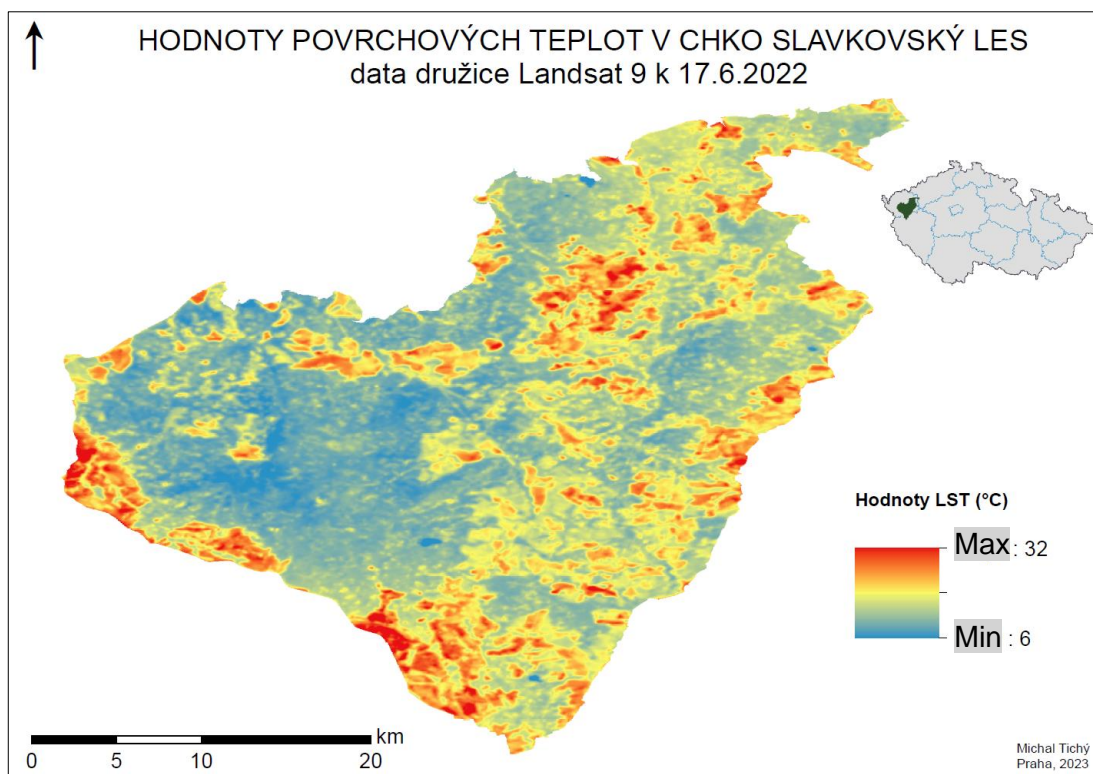 HODNOTY POVRCHOVÝCH TEPLOT V CHKO SLAVKOVSKÝ LES
data družice Landsat 9 k 17.6.2022
Hodnoty LST (°C)
Max : 32
Min : 6
km
0 5 10 20
Michal Tichý
Praha, 2023